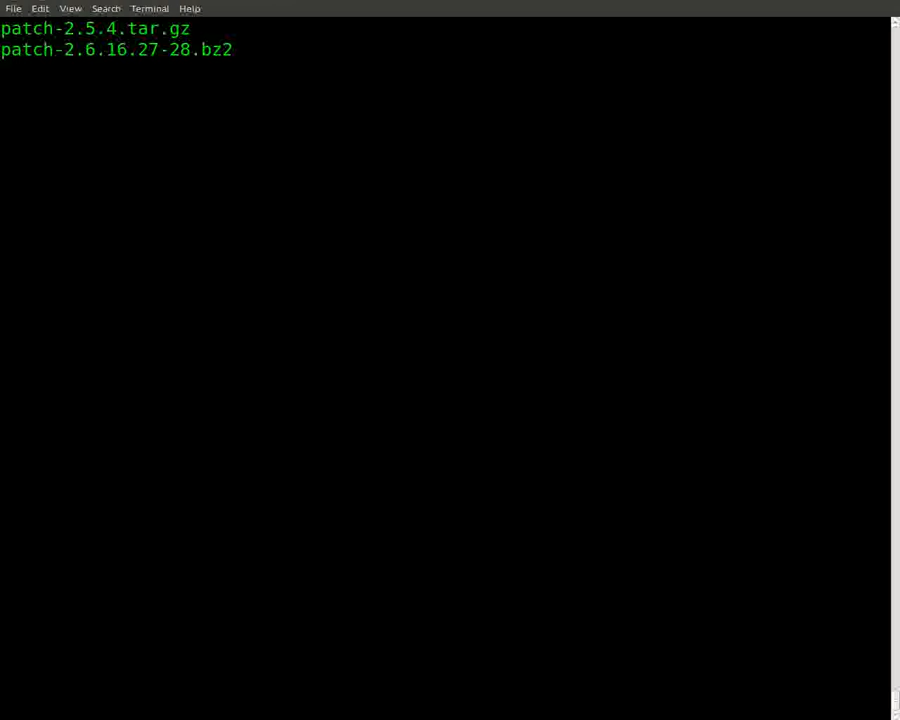 File Edit View Search Terminal Help
patch-2.5.4.tar.gz
patch-2.6.16.27-28.bz2